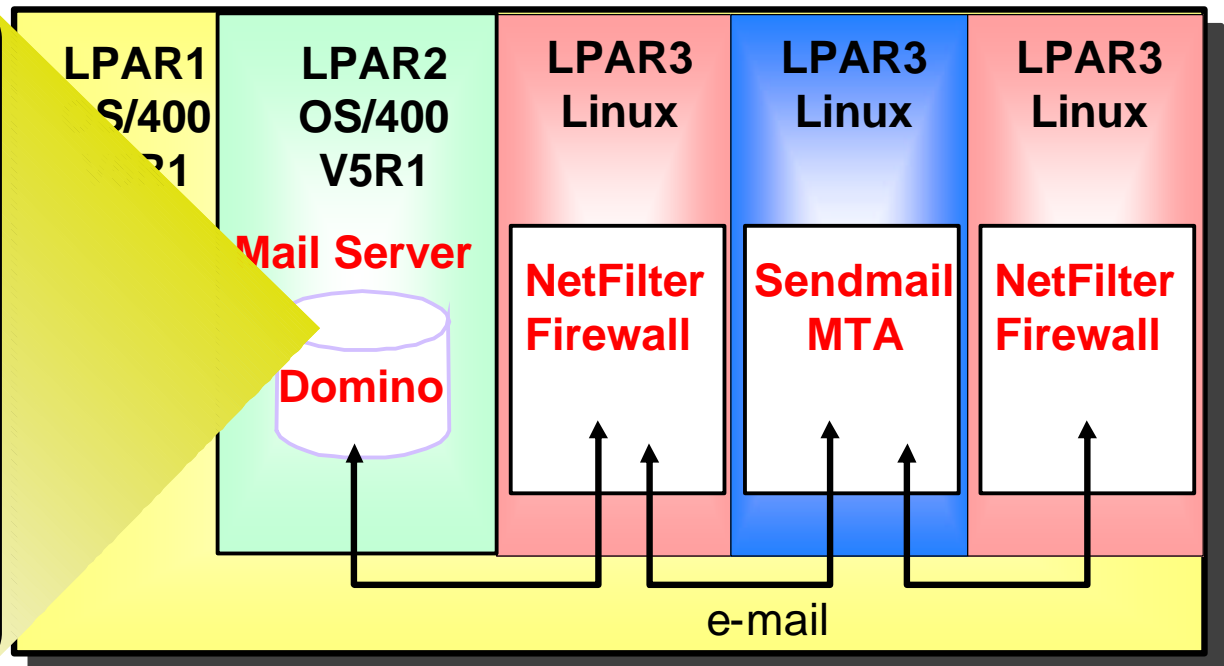 LPAR1
S/400
LPAR2
OS/400
V5R1
Mail Server
Domino
LPAR3
Linux
NetFilter
Firewall
LPAR3
Linux
Sendmail
MTA
LPAR3
Linux
NetFilter
Firewall
e-mail